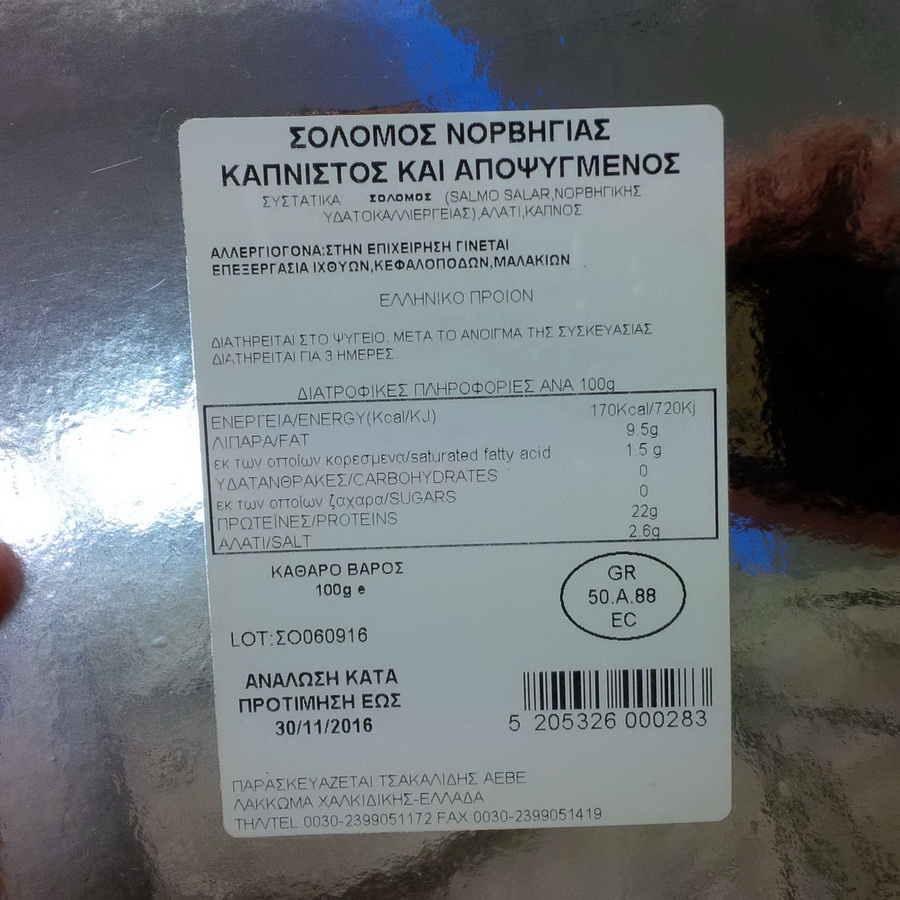 ΣΟΛΟΜΟΣ ΝΟΡΒΗΓΙΑΣ
ΚΑΠΝΙΣΤΟΣ ΚΑΙ ΑΠΟΨΥΓΜΕΝΟΣ
ΣΥΣΤΑΤΙΚΑ ΣΟΛΟΜΟΣ (SALMO SALAR,ΝΟΡΒΗΓΙΚΗΣ
ΥΔΑΤΟΚΑΛΛΙΕΡΓΕΙΑΣ),ΑΛΑΤΙ,ΚΑΠΝΟΣ
ΑΛΛΕΡΓΙΟΓΟΝΑ:ΣΤΗΝ ΕΠΙΧΕΙΡΗΣΗ ΓΙΝΕΤΑΙ
ΕΠΕΞΕΡΓΑΣΙΑ ΙΧΘΥΩΝ,ΚΕΦΑΛΟΠΟΔΩΝ,ΜΑΛΑΚΙΩΝ
ΕΛΛΗΝΙΚΟ ΠΡΟΙΟΝ
ΔΙΑΤΗΡΕΙΤΑΙ ΣΤΟ ΨΥΓΕΙΟ. ΜΕΤΑ ΤΟ ΑΝΟΙΓΜΑ ΤΗΣ ΣΥΣΚΕΥΑΣΙΑΣ
ΔΙΑΤΗΡΕΙΤΑΙ ΓΙΑ 3 ΗΜΕΡΕΣ
ΔΙΑΤΡΟΦΙΚΕΣ ΠΛΗΡΟΦΟΡΙΕΣ ΑΝΑ 100g
ΕΝΕΡΓΕΙΑ/ENERGY(Kcal/KJ) 170Kcal/720Kj
ΛΙΠΑΡΑ/FAT 9.5g
εκ των οποίων κορεσμενα/saturated fatty acid 1.5 g
ΥΔΑΤΑΝΘΡΑΚΕΣ/CARBOHYDRATES 0
εκ των οποίων ζαχαρα/SUGARS 0
ΠΡΩΤΕΪΝΕΣ/PROTEINS 22g
ΑΛΑΤΙ/SALT 2.6g
ΚΑΘΑΡΟ ΒΑΡΟΣ
100g e
GR
50.A.88
EC
LOT:ΣΟ060916
ΑΝΑΛΩΣΗ ΚΑΤΑ
ΠΡΟΤΙΜΗΣΗ ΕΩΣ
30/11/2016
5 205326 000283
ΠΑΡΑΣΚΕΥΑΖΕΤΑΙ ΤΣΑΚΑΛΙΔΗΣ ΑΕΒΕ
ΛΑΚΚΩΜΑ ΧΑΛΚΙΔΙΚΗΣ-ΕΛΛΑΔΑ
ΤΗΛ/TEL 0030-2399051172 FAX:0030-2399051419